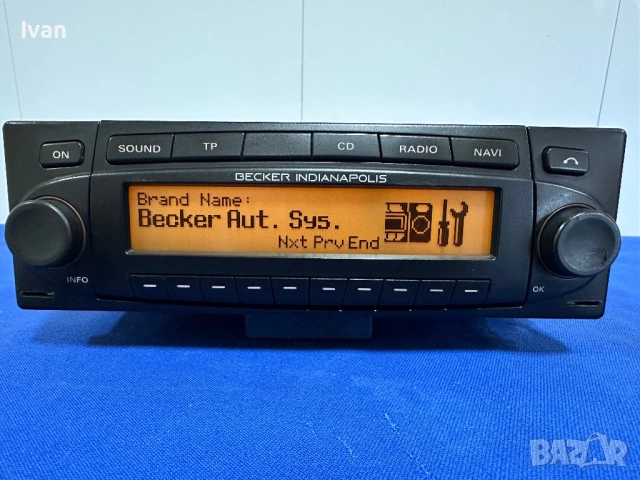 Ivan
ON
SOUND
TP
CD
RADIO
NAVI
BECKER INDIANAPOLIS
Brand Name:
Becker Aut. Sys.
Nxt Prv End
INFO
OK
BAZAR